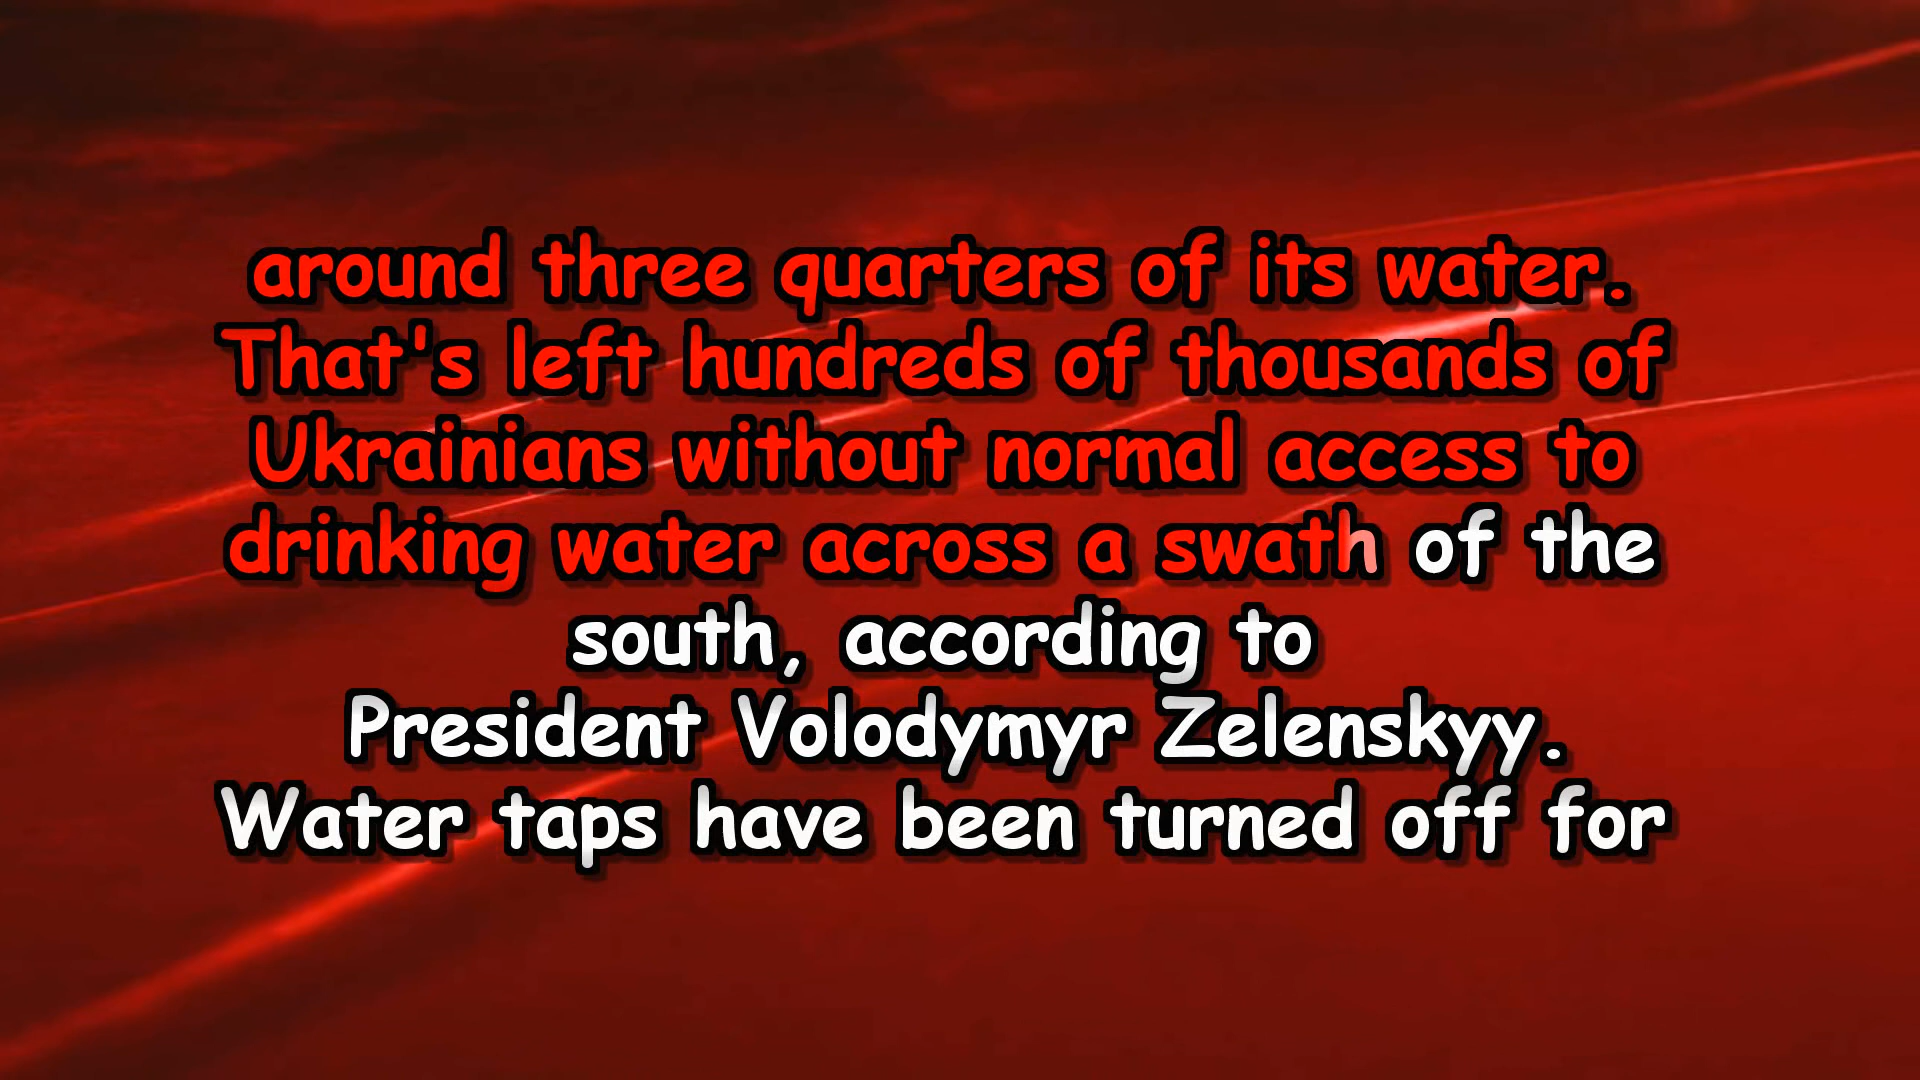 around three quarters of its water.
That's left hundreds of thousands of
Ukrainians without normal access to
drinking water across a swath of the
south, according to
President Volodymyr Zelenskyy.
Water taps have been turned off for